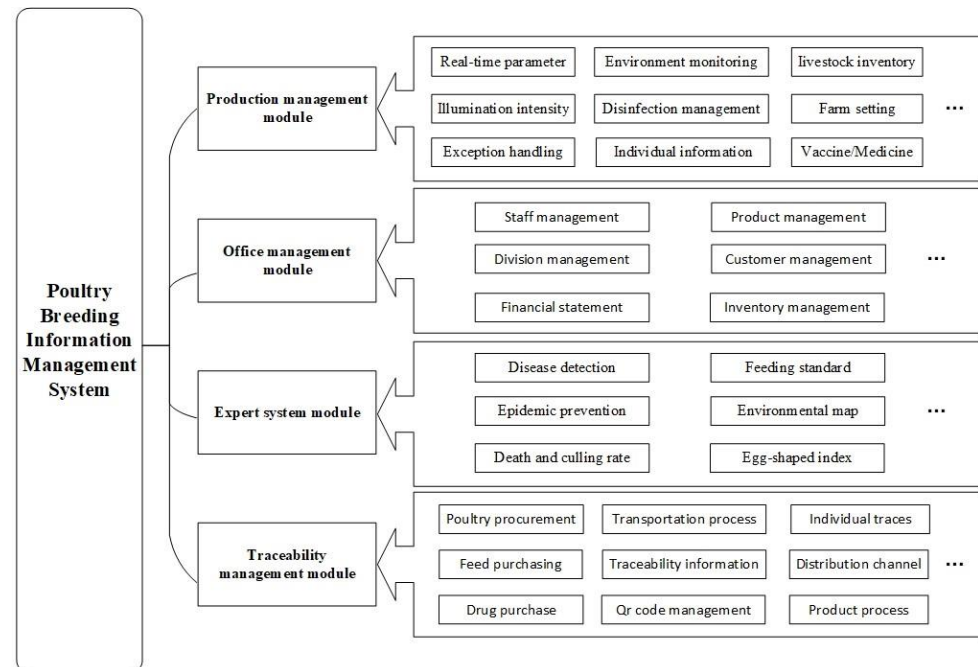 Poultry
Breeding
Information
Management
System
Production management
module
Real-time parameter
Environment monitoring
livestock inventory
Illumination intensity
Disinfection management
Farm setting
...
Exception handling
Individual information
Vaccine/Medicine
Office management
module
Staff management
Product management
Division management
Customer management
...
Financial statement
Inventory management
Expert system module
Disease detection
Feeding standard
Epidemic prevention
Environmental map
...
Death and culling rate
Egg-shaped index
Traceability
management module
Poultry procurement
Transportation process
Individual traces
Feed purchasing
Traceability information
Distribution channel
...
Drug purchase
Qr code management
Product process